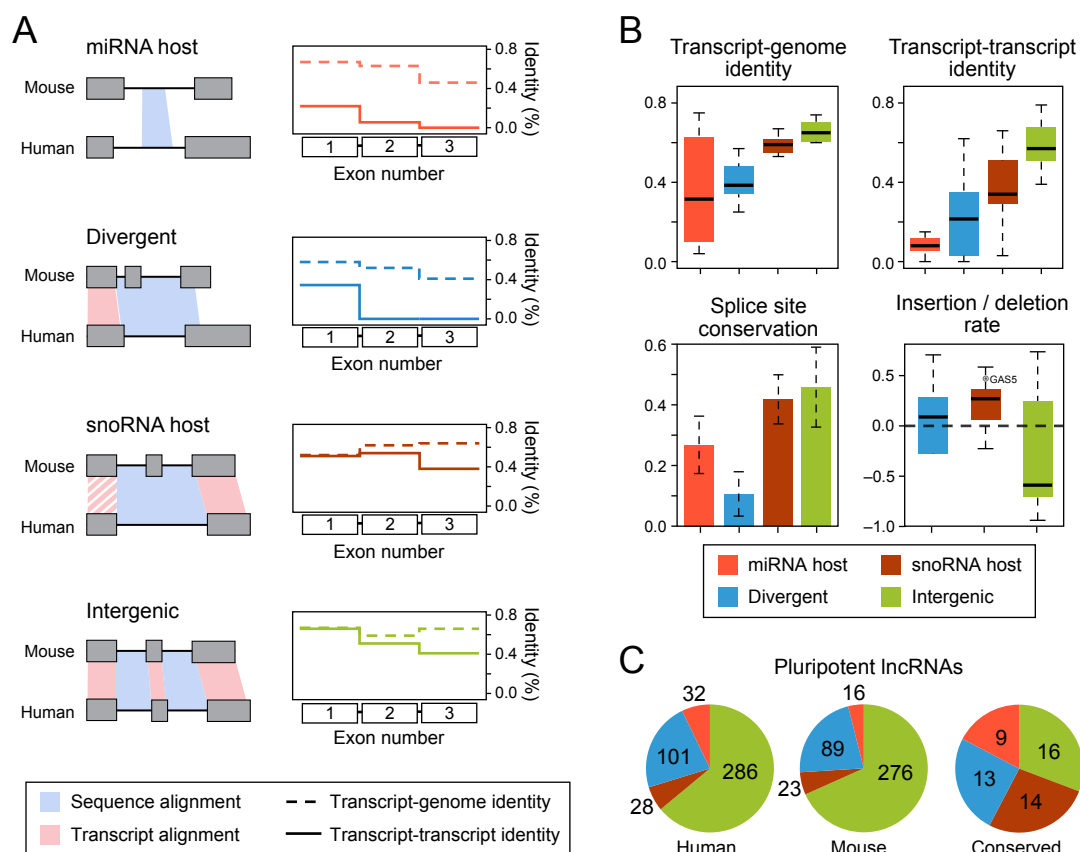 A
miRNA host
Mouse
Human
0.8
0.4
0.0
Identity (%)
1 2 3
Exon number
Divergent
Mouse
Human
0.8
0.4
0.0
Identity (%)
1 2 3
Exon number
snoRNA host
Mouse
Human
0.8
0.4
0.0
Identity (%)
1 2 3
Exon number
Intergenic
Mouse
Human
0.8
0.4
0.0
Identity (%)
1 2 3
Exon number
Sequence alignment
Transcript alignment
Transcript-genome identity
Transcript-transcript identity
B
Transcript-genome
identity
0.8
0.4
0.0
Transcript-transcript
identity
0.8
0.4
0.0
Splice site
conservation
0.6
0.4
0.2
0.0
Insertion / deletion
rate
0.5
0.0
–0.5
–1.0
GAS5
miRNA host
snoRNA host
Divergent
Intergenic
C
Pluripotent lncRNAs
32
101
286
28
Human
16
89
276
23
Mouse
9
16
13
14
Conserved